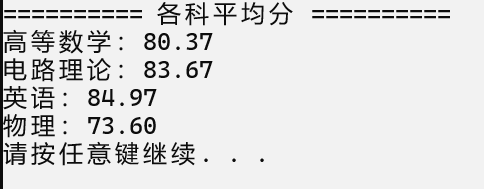 ========== 各科平均分 ==========
高等数学: 80.37
电路理论: 83.67
英语: 84.97
物理: 73.60
请按任意键继续. . .